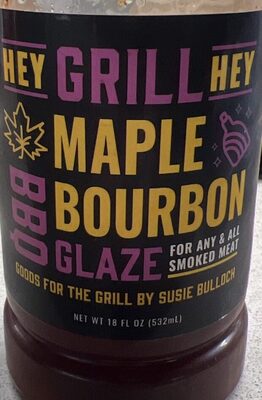 HEY GRILL HEY
MAPLE
BOURBON
BBQ GLAZE
FOR ANY & ALL
SMOKED MEAT
GOODS FOR THE GRILL BY SUSIE BULLOCH
NET WT 18 FL OZ (532mL)